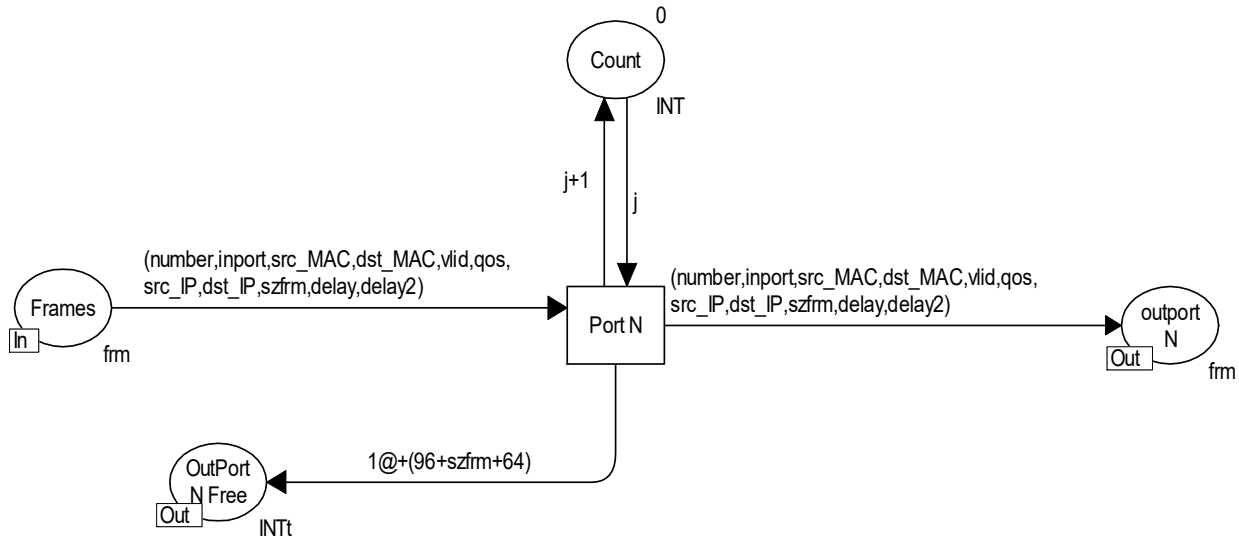 0
Count
INT
j+1
j
(number,inport,src_MAC,dst_MAC,vlid,qos,
src_IP,dst_IP,szfrm,delay,delay2)
Frames
In
frm
Port N
(number,inport,src_MAC,dst_MAC,vlid,qos,
src_IP,dst_IP,szfrm,delay,delay2)
outport
N
Out
frm
1@+(96+szfrm+64)
OutPort
N Free
Out
INTt